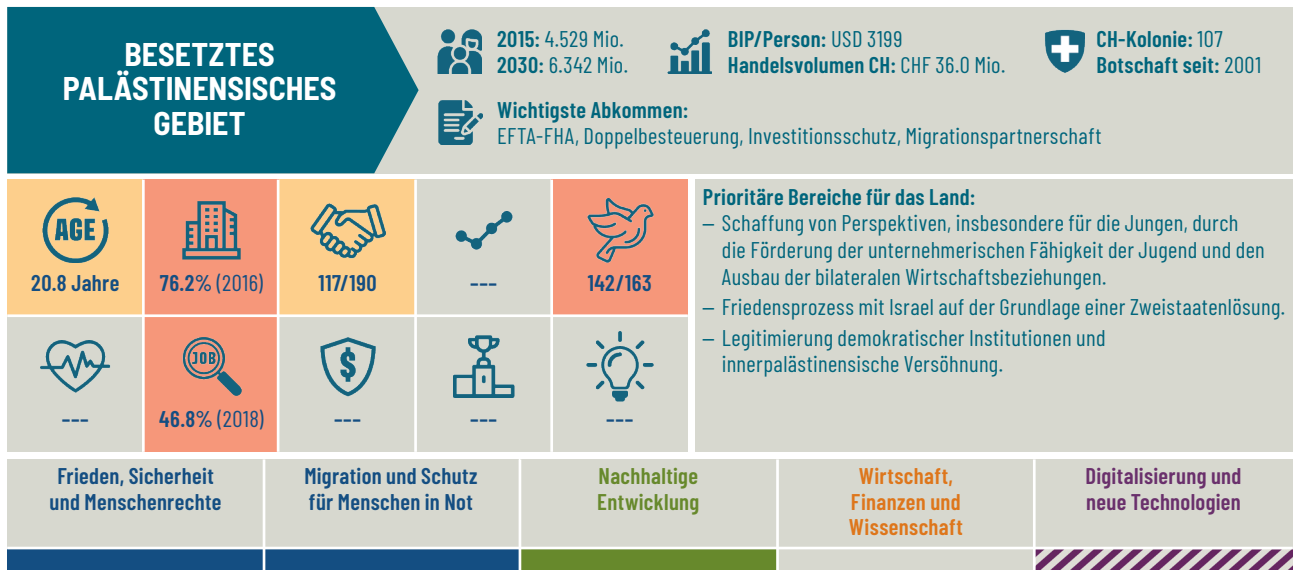 BESETZTES
PALÄSTINENSISCHES
GEBIET
2015: 4.529 Mio.
2030: 6.342 Mio.
BIP/Person: USD 3199
Handelsvolumen CH: CHF 36.0 Mio.
CH-Kolonie: 107
Botschaft seit: 2001
Wichtigste Abkommen:
EFTA-FHA, Doppelbesteuerung, Investitionsschutz, Migrationspartnerschaft
AGE
20.8 Jahre
76.2% (2016)
117/190
---
142/163
---
JOB
46.8% (2018)
$
---
---
---
Prioritäre Bereiche für das Land:
– Schaffung von Perspektiven, insbesondere für die Jungen, durch
die Förderung der unternehmerischen Fähigkeit der Jugend und den
Ausbau der bilateralen Wirtschaftsbeziehungen.
– Friedensprozess mit Israel auf der Grundlage einer Zweistaatenlösung.
– Legitimierung demokratischer Institutionen und
innerpalästinensische Versöhnung.
Frieden, Sicherheit
und Menschenrechte
Migration und Schutz
für Menschen in Not
Nachhaltige
Entwicklung
Wirtschaft,
Finanzen und
Wissenschaft
Digitalisierung und
neue Technologien